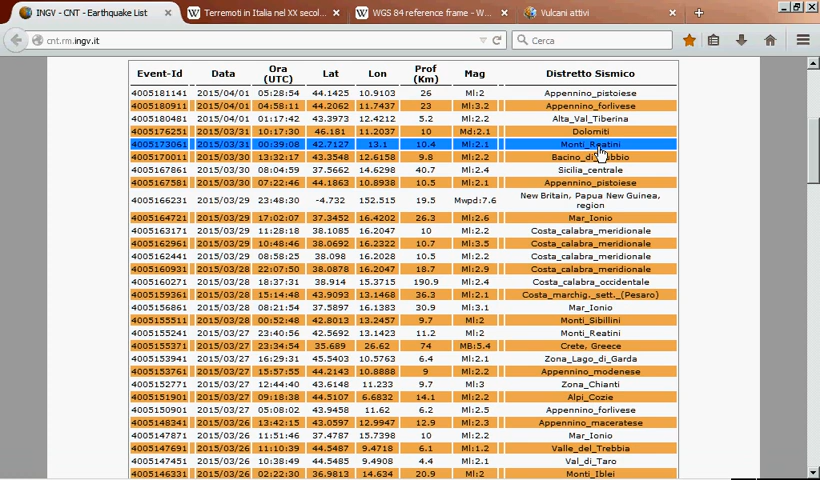 INGV - CNT - Earthquake List
Terremoti in Italia nel XX secol...
WGS 84 reference frame - W...
Vulcani attivi
cnt.rm.ingv.it
Cerca
Event-Id Data Ora (UTC) Lat Lon Prof (Km) Mag Distretto Sismico
4005181141 2015/04/01 05:28:54 44.1425 10.9103 26 Ml:2 Appennino_pistoiese
4005180911 2015/04/01 04:58:11 44.2062 11.7437 23 Ml:3.2 Appennino_forlivese
4005180481 2015/04/01 01:17:42 43.3973 12.4212 5.2 Ml:2.2 Alta_Val_Tiberina
4005176251 2015/03/31 10:17:30 46.181 11.2037 10 Md:2.1 Dolomiti
4005173061 2015/03/31 00:39:08 42.7127 13.1 10.4 Ml:2.1 Monti_Reatini
4005170011 2015/03/30 13:32:17 43.3548 12.6158 9.8 Ml:2.2 Bacino_di_Gubbio
4005167861 2015/03/30 08:04:59 37.5662 14.6298 40.7 Ml:2.4 Sicilia_centrale
4005167581 2015/03/30 07:22:46 44.1863 10.8938 10.5 Ml:2.1 Appennino_pistoiese
4005166231 2015/03/29 23:48:30 -4.732 152.515 19.5 Mwpd:7.6 New Britain, Papua New Guinea, region
4005164721 2015/03/29 17:02:07 37.3452 16.4202 26.3 Ml:2.6 Mar_Ionio
4005163171 2015/03/29 11:28:18 38.1085 16.2047 10 Ml:2.2 Costa_calabra_meridionale
4005162961 2015/03/29 10:48:46 38.0692 16.2322 10.7 Ml:3.5 Costa_calabra_meridionale
4005162441 2015/03/29 08:58:25 38.098 16.2028 10.5 Ml:2.2 Costa_calabra_meridionale
4005160931 2015/03/28 22:07:50 38.0878 16.2047 18.7 Ml:2.9 Costa_calabra_meridionale
4005160271 2015/03/28 18:37:31 38.914 15.3715 190.9 Ml:2.4 Costa_calabra_occidentale
4005159361 2015/03/28 15:14:48 43.9093 13.1468 36.3 Ml:2.1 Costa_marchig._sett._(Pesaro)
4005156861 2015/03/28 08:21:54 37.5897 16.1383 30.9 Ml:3.1 Mar_Ionio
4005155511 2015/03/28 00:52:48 42.8013 13.2457 9.7 Ml:2 Monti_Sibillini
4005155241 2015/03/27 23:40:56 42.5692 13.1423 11.2 Ml:2 Monti_Reatini
4005155371 2015/03/27 23:34:54 35.689 26.62 74 MB:5.4 Crete, Greece
4005153941 2015/03/27 16:29:31 45.5403 10.5763 6.4 Ml:2.1 Zona_Lago_di_Garda
4005153761 2015/03/27 15:57:55 44.2143 10.8888 9 Ml:2.2 Appennino_modenese
4005152771 2015/03/27 12:44:40 43.6148 11.233 9.7 Ml:3 Zona_Chianti
4005151901 2015/03/27 09:18:38 44.5107 6.6832 14.1 Ml:2.2 Alpi_Cozie
4005150901 2015/03/27 05:08:02 43.9458 11.62 6.2 Ml:2.5 Appennino_forlivese
4005148341 2015/03/26 13:42:15 43.0597 12.9947 12.9 Ml:2.3 Appennino_maceratese
4005147871 2015/03/26 11:51:46 37.4787 15.7398 10 Ml:2.2 Mar_Ionio
4005147691 2015/03/26 11:10:39 44.5487 9.4718 6.1 Ml:1.2 Valle_del_Trebbia
4005147451 2015/03/26 10:38:49 44.5485 9.4908 4.4 Ml:2.1 Val_di_Taro
4005146331 2015/03/26 02:22:30 36.9813 14.634 20.9 Ml:2 Monti_Iblei